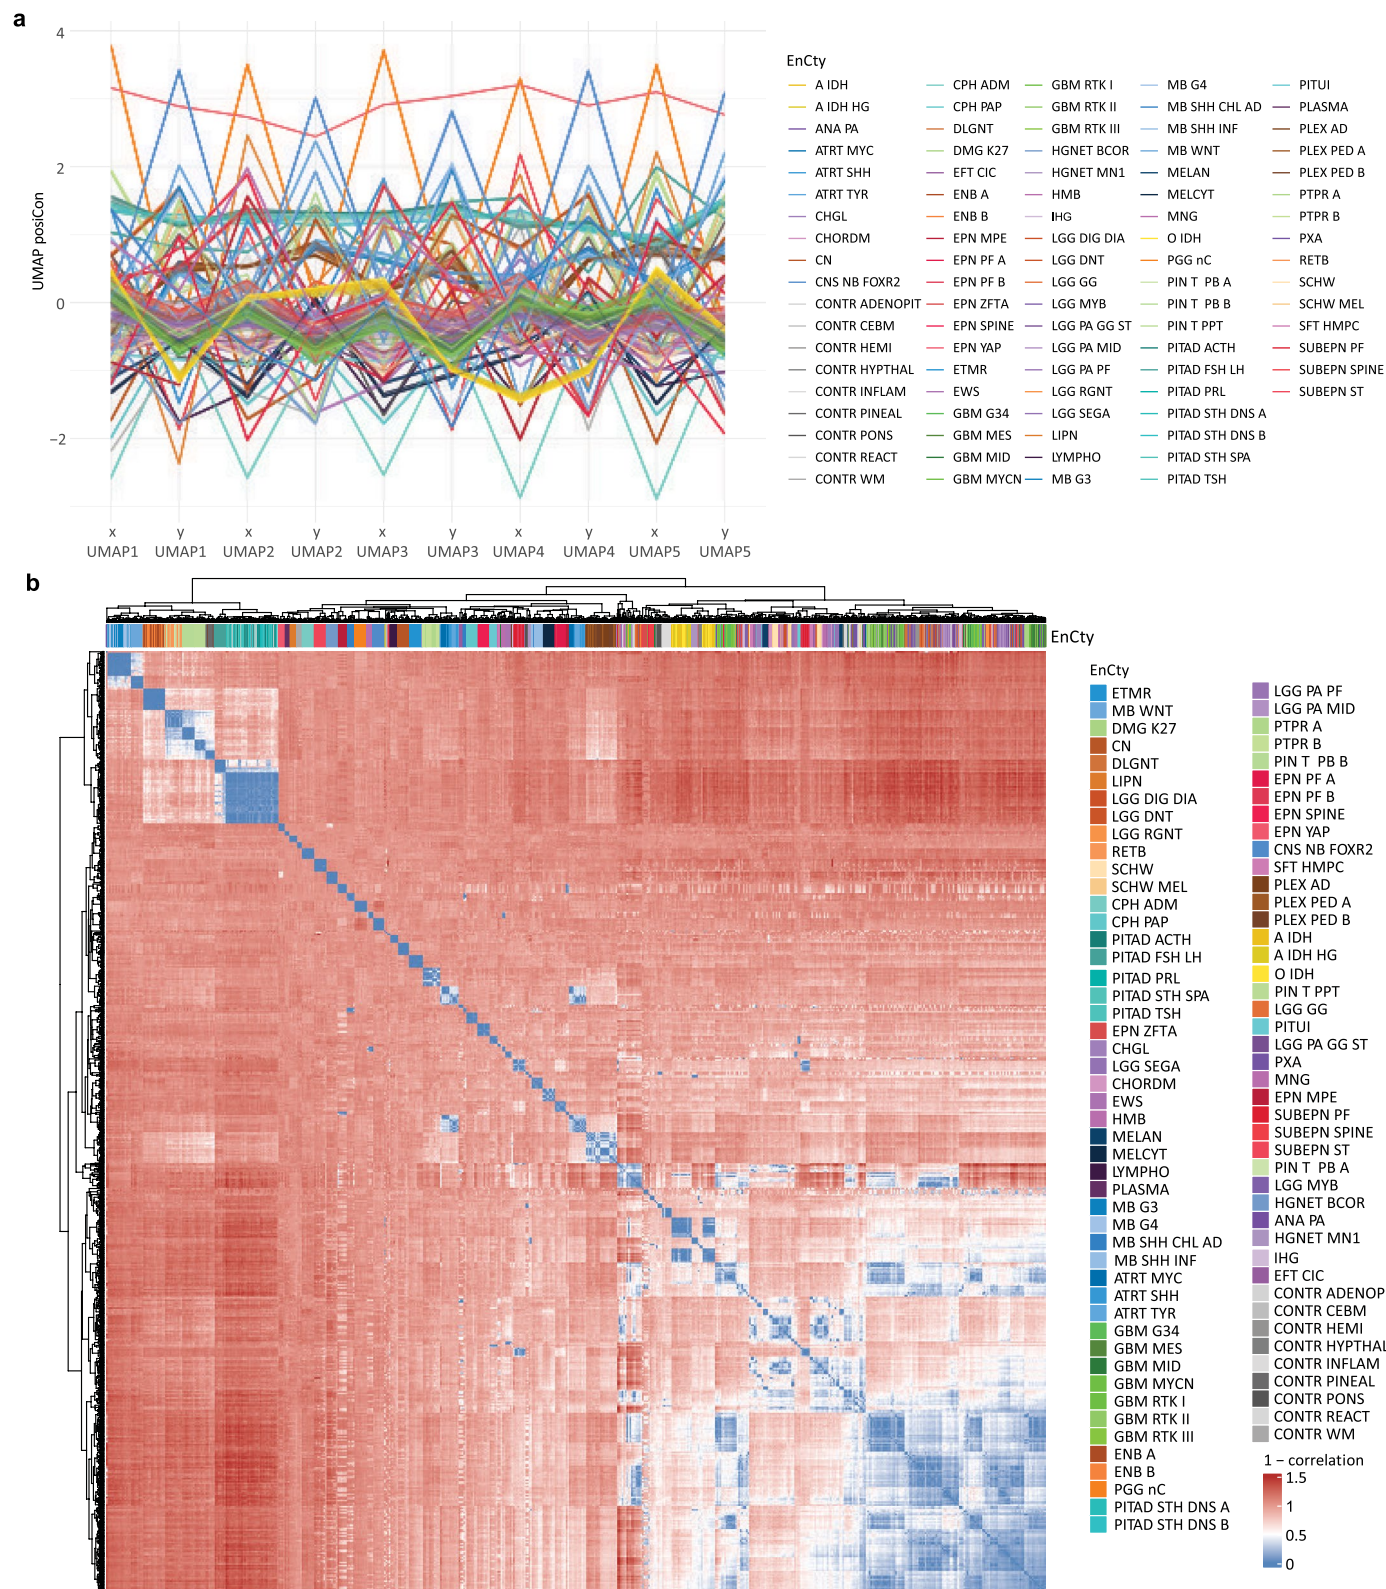 a
4
2
0
−2
UMAP posiCon
x y x y x y x y x y
UMAP1 UMAP1 UMAP2 UMAP2 UMAP3 UMAP3 UMAP4 UMAP4 UMAP5 UMAP5
EnCty
A IDH
A IDH HG
ANA PA
ATRT MYC
ATRT SHH
ATRT TYR
CHGL
CHORDM
CN
CNS NB FOXR2
CONTR ADENOPIT
CONTR CEBM
CONTR HEMI
CONTR HYPTHAL
CONTR INFLAM
CONTR PINEAL
CONTR PONS
CONTR REACT
CONTR WM
CPH ADM
CPH PAP
DLGNT
DMG K27
EFT CIC
ENB A
ENB B
EPN MPE
EPN PF A
EPN PF B
EPN ZFTA
EPN SPINE
EPN YAP
ETMR
EWS
GBM G34
GBM MES
GBM MID
GBM MYCN
GBM RTK I
GBM RTK II
GBM RTK III
HGNET BCOR
HGNET MN1
HMB
IHG
LGG DIG DIA
LGG DNT
LGG GG
LGG MYB
LGG PA GG ST
LGG PA MID
LGG PA PF
LGG RGNT
LGG SEGA
LIPN
LYMPHO
MB G3
MB G4
MB SHH CHL AD
MB SHH INF
MB WNT
MELAN
MELCYT
MNG
O IDH
PGG nC
PIN T  PB A
PIN T  PB B
PIN T  PPT
PITAD ACTH
PITAD FSH LH
PITAD PRL
PITAD STH DNS A
PITAD STH DNS B
PITAD STH SPA
PITAD TSH
PITUI
PLASMA
PLEX AD
PLEX PED A
PLEX PED B
PTPR A
PTPR B
PXA
RETB
SCHW
SCHW MEL
SFT HMPC
SUBEPN PF
SUBEPN SPINE
SUBEPN ST
b
EnCty
EnCty
ETMR
MB WNT
DMG K27
CN
DLGNT
LIPN
LGG DIG DIA
LGG DNT
LGG RGNT
RETB
SCHW
SCHW MEL
CPH ADM
CPH PAP
PITAD ACTH
PITAD FSH LH
PITAD PRL
PITAD STH SPA
PITAD TSH
EPN ZFTA
CHGL
LGG SEGA
CHORDM
EWS
HMB
MELAN
MELCYT
LYMPHO
PLASMA
MB G3
MB G4
MB SHH CHL AD
MB SHH INF
ATRT MYC
ATRT SHH
ATRT TYR
GBM G34
GBM MES
GBM MID
GBM MYCN
GBM RTK I
GBM RTK II
GBM RTK III
ENB A
ENB B
PGG nC
PITAD STH DNS A
PITAD STH DNS B
LGG PA PF
LGG PA MID
PTPR A
PTPR B
PIN T  PB B
EPN PF A
EPN PF B
EPN SPINE
EPN YAP
CNS NB FOXR2
SFT HMPC
PLEX AD
PLEX PED A
PLEX PED B
A IDH
A IDH HG
O IDH
PIN T PPT
LGG GG
PITUI
LGG PA GG ST
PXA
MNG
EPN MPE
SUBEPN PF
SUBEPN SPINE
SUBEPN ST
PIN T  PB A
LGG MYB
HGNET BCOR
ANA PA
HGNET MN1
IHG
EFT CIC
CONTR ADENOP
CONTR CEBM
CONTR HEMI
CONTR HYPTHAL
CONTR INFLAM
CONTR PINEAL
CONTR PONS
CONTR REACT
CONTR WM
1 − correlation
1.5
1
0.5
0